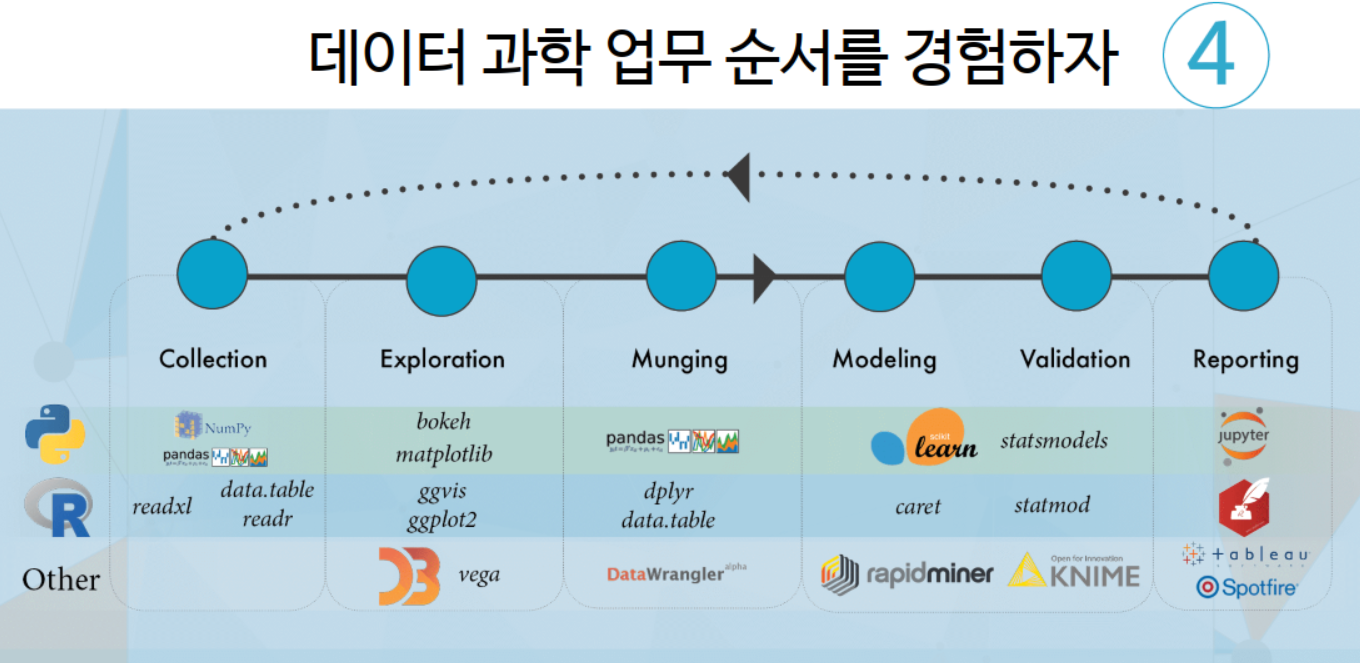 데이터 과학 업무 순서를 경험하자 4
Collection Exploration Munging Modeling Validation Reporting
NumPy
pandas
bokeh
matplotlib
pandas
scikit
learn
statsmodels
jupyter
R
readxl
data.table
readr
ggvis
ggplot2
dplyr
data.table
caret
statmod
Other
D3
vega
DataWrangler alpha
rapidminer
Open for Innovation
KNIME
+ableau
SOFTWARE
Spotfire